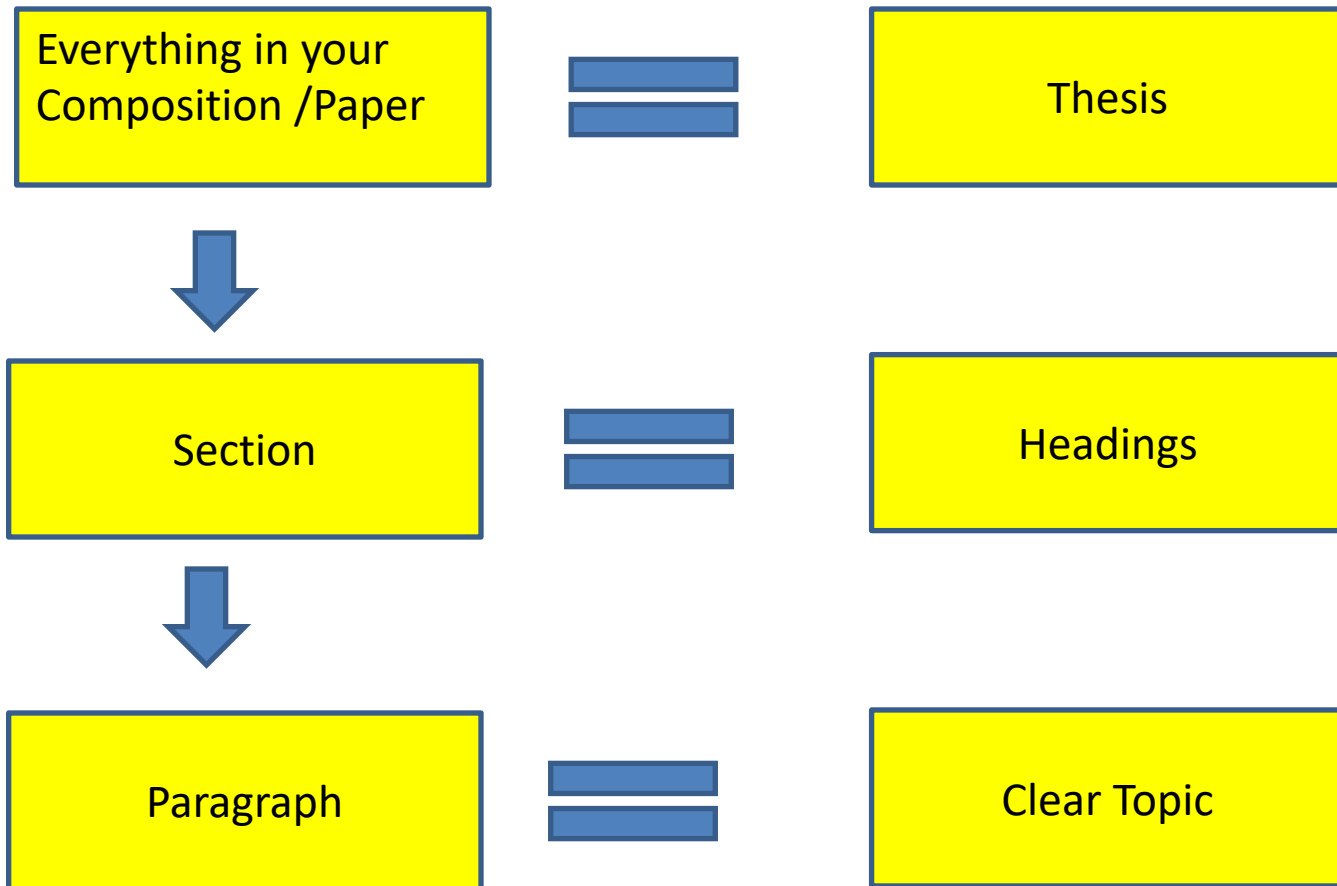 Everything in your
Composition /Paper
Thesis
Section
Headings
Paragraph
Clear Topic